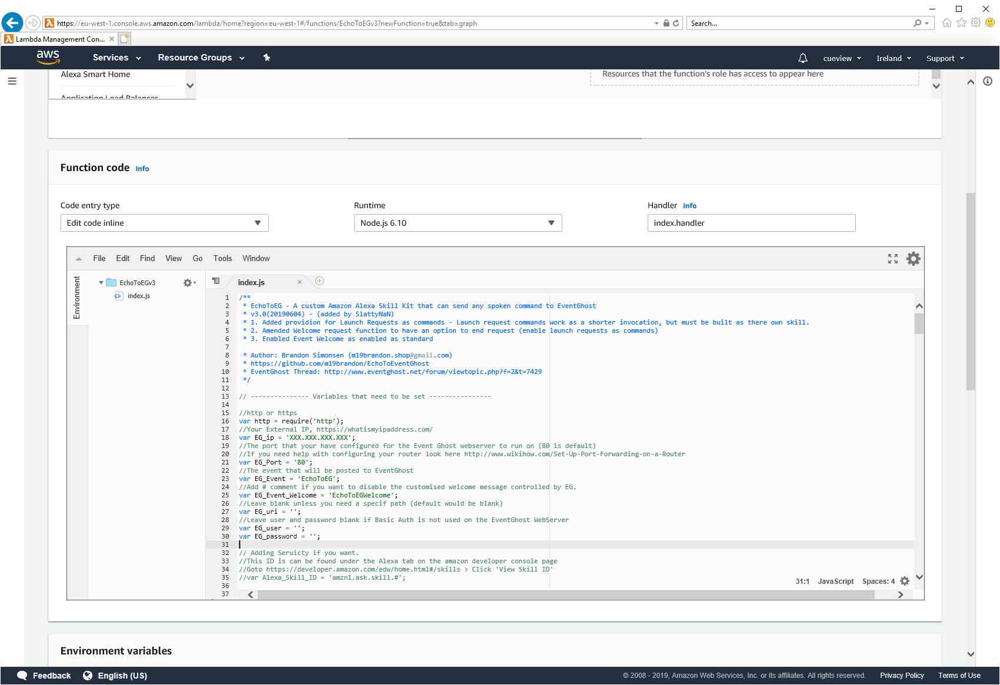 https://eu-west-1.console.aws.amazon.com/lambda/home?region=eu-west-1#/functions/EchoToEGv3?newFunction=true&tab=graph
Search...
Lambda Management Con...
aws
Services
Resource Groups
cueview
Ireland
Support
Alexa Smart Home
Application Load Balancer
Resources that the function's role has access to appear here
Function code Info
Code entry type
Runtime
Handler Info
Edit code inline
Node.js 6.10
index.handler
File Edit Find View Go Tools Window
Environment
EchoToEGv3
index.js
index.js
1 /**
2 * EchoToEG - A custom Amazon Alexa Skill Kit that can send any spoken command to EventGhost
3 * v3.0(20190604) - (added by SlattyNaN)
4 * 1. Added providion for Launch Requests as commands - Launch request commands work as a shorter invocation, but must be built as there own skill.
5 * 2. Amended Welcome request function to have an option to end request (enable launch requests as commands)
6 * 3. Enabled Event Welcome as enabled as standard
7
8 * Author: Brandon Simonsen (m19brandon.shop@gmail.com)
9 * https://github.com/m19brandon/EchoToEventGhost
10 * EventGhost Thread: http://www.eventghost.net/forum/viewtopic.php?f=2&t=7429
11 */
12
13 // --------------- Variables that need to be set ----------------
14
15 //http or https
16 var http = require('http');
17 //Your External IP, https://whatismyipaddress.com/
18 var EG_ip = 'XXX.XXX.XXX.XXX';
19 //The port that your have configured for the Event Ghost webserver to run on (80 is default)
20 //If you need help with configuring your router look here http://www.wikihow.com/Set-Up-Port-Forwarding-on-a-Router
21 var EG_Port = '80';
22 //The event that will be posted to EventGhost
23 var EG_Event = 'EchoToEG';
24 //Add # comment if you want to disable the customised welcome message controlled by EG.
25 var EG_Event_Welcome = 'EchoToEGWelcome';
26 //Leave blank unless you need a specif path (default would be blank)
27 var EG_uri = '';
28 //Leave user and password blank if Basic Auth is not used on the EventGhost WebServer
29 var EG_user = '';
30 var EG_password = '';
31
32 // Adding Seruicty if you want.
33 //This ID is can be found under the Alexa tab on the amazon developer console page
34 //Goto https://developer.amazon.com/edw/home.html#/skills > Click 'View Skill ID'
35 //var Alexa_Skill_ID = 'amzn1.ask.skill.#';
36
37
31:1 JavaScript Spaces: 4
Environment variables
Feedback
English (US)
© 2008 - 2019, Amazon Web Services, Inc. or its affiliates. All rights reserved.
Privacy Policy
Terms of Use